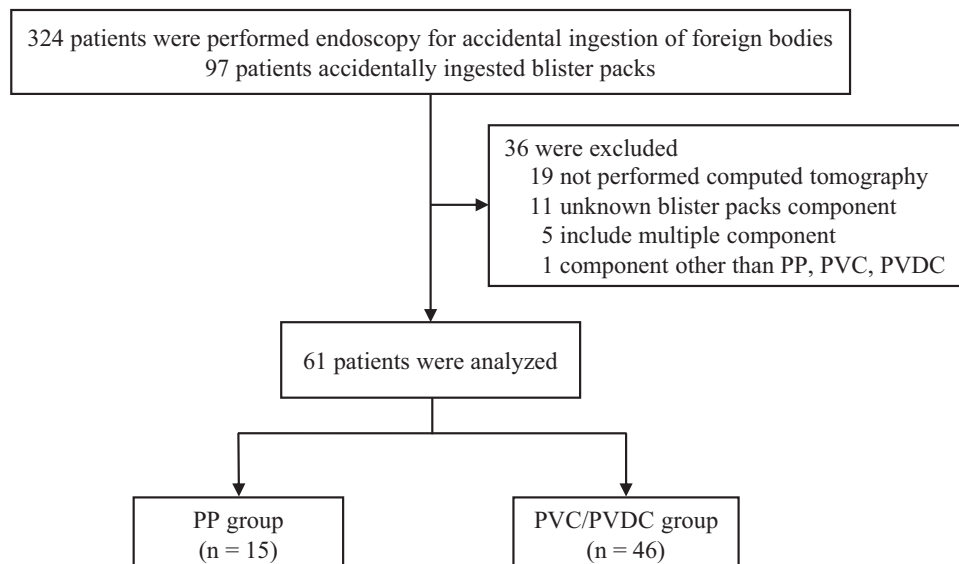 324 patients were performed endoscopy for accidental ingestion of foreign bodies
97 patients accidentally ingested blister packs
36 were excluded
19 not performed computed tomography
11 unknown blister packs component
5 include multiple component
1 component other than PP, PVC, PVDC
61 patients were analyzed
PP group
(n = 15)
PVC/PVDC group
(n = 46)